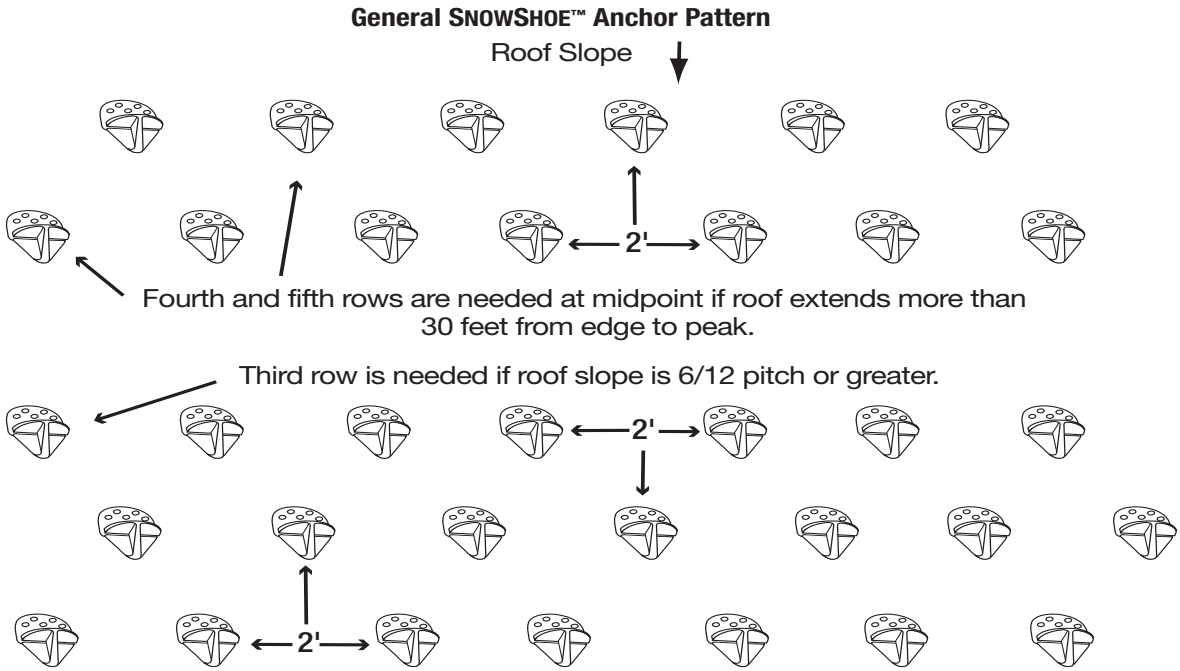 General SNOWSHOE™ Anchor Pattern
Roof Slope
2'
Fourth and fifth rows are needed at midpoint if roof extends more than
30 feet from edge to peak.
Third row is needed if roof slope is 6/12 pitch or greater.
2'
2'